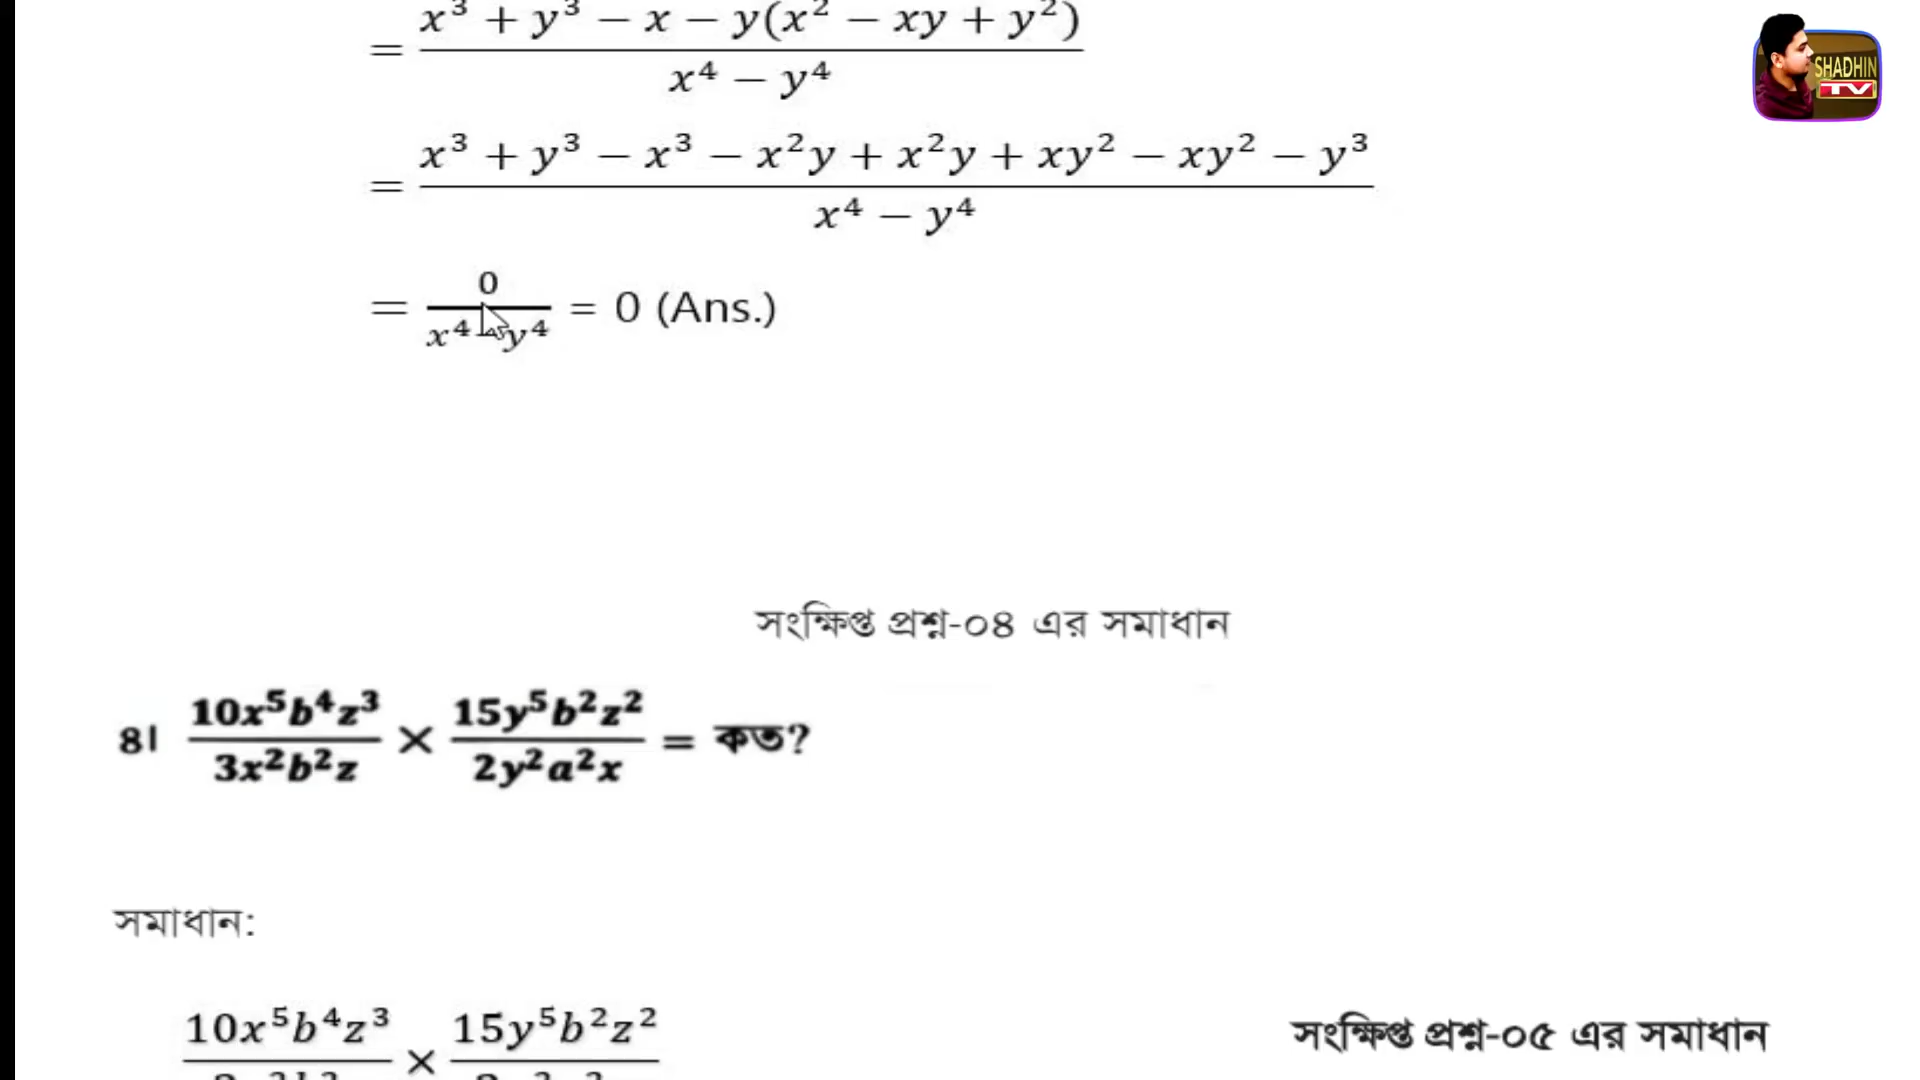 = x³ + y³ − x − y(x² − xy + y²) / x⁴ − y⁴
= x³ + y³ − x³ − x²y + x²y + xy² − xy² − y³ / x⁴ − y⁴
= 0 / x⁴ − y⁴ = 0 (Ans.)
সংক্ষিপ্ত প্রশ্ন-০৪ এর সমাধান
৪। 10x⁵b⁴z³ / 3x²b²z × 15y⁵b²z² / 2y²a²x = কত?
সমাধান:
10x⁵b⁴z³ × 15y⁵b²z²
সংক্ষিপ্ত প্রশ্ন-০৫ এর সমাধান
SHADHIN
TV